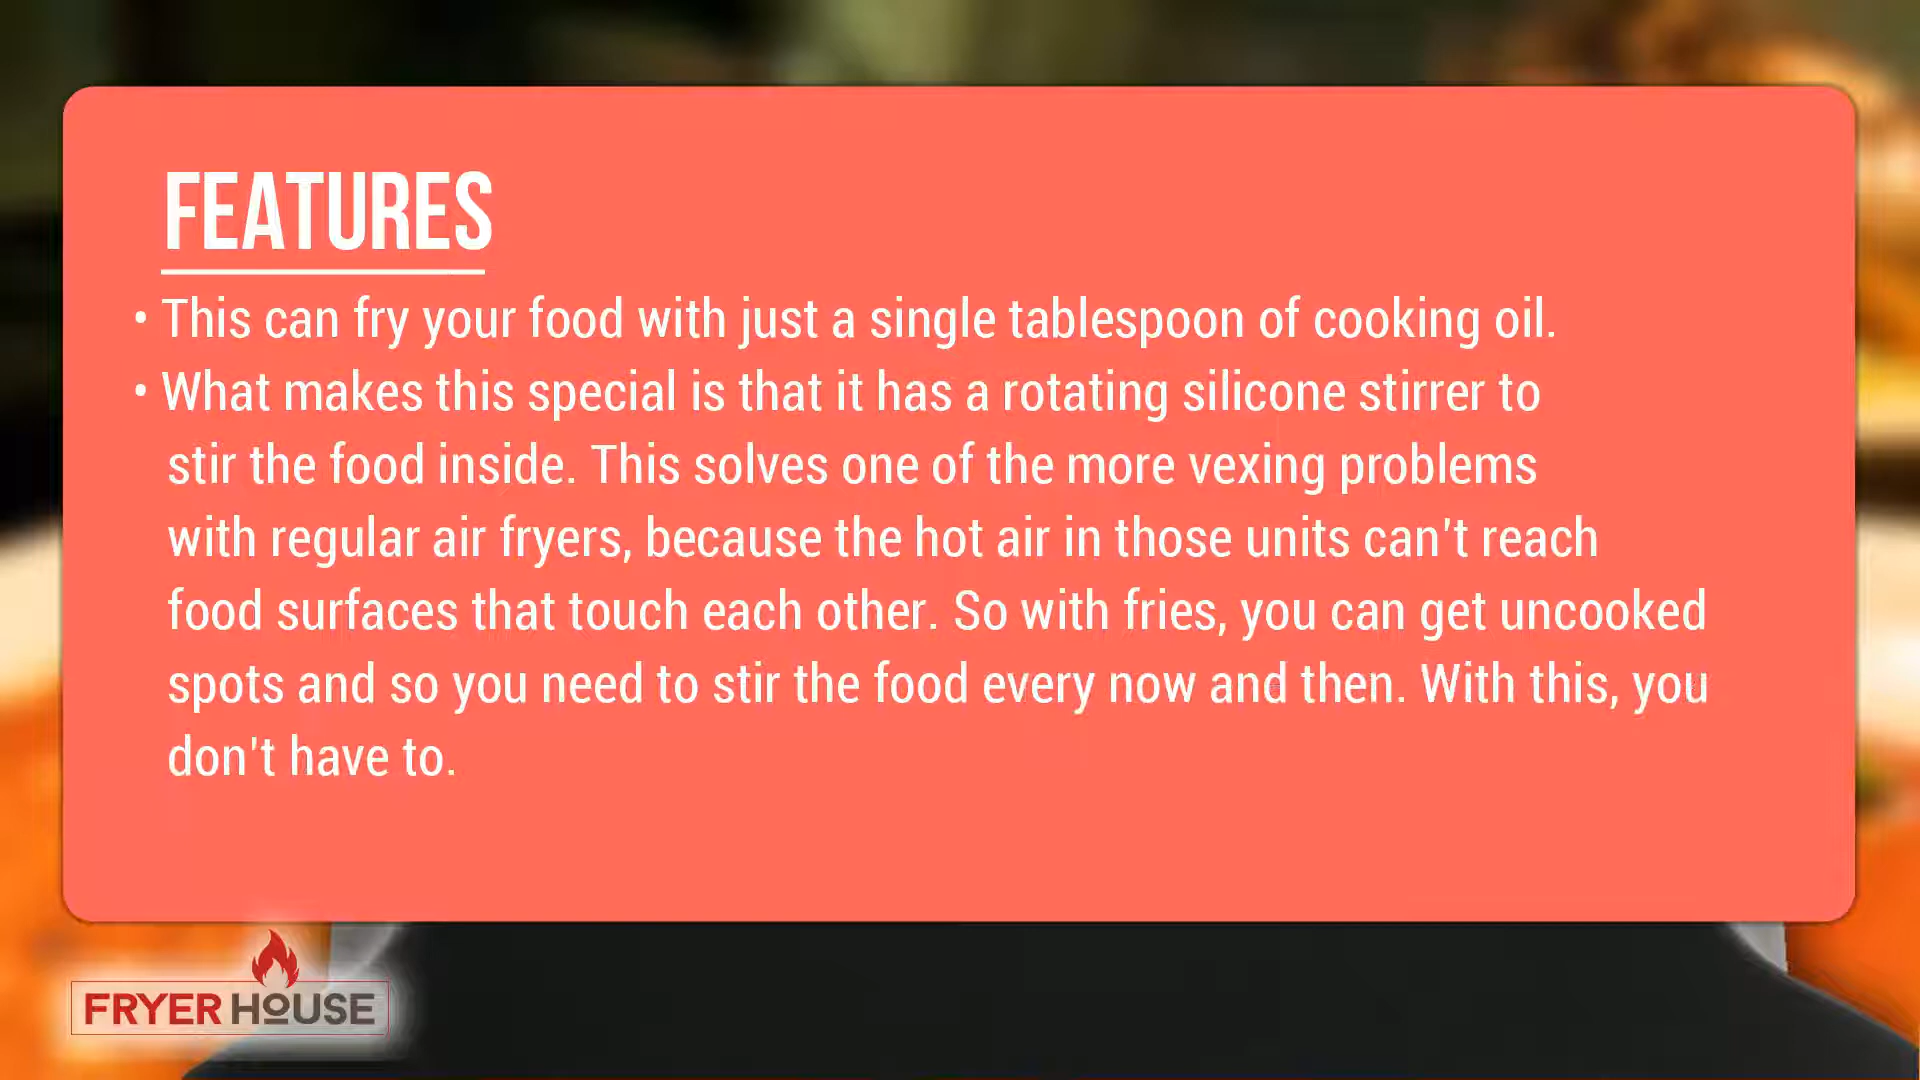 FEATURES
• This can fry your food with just a single tablespoon of cooking oil.
• What makes this special is that it has a rotating silicone stirrer to
stir the food inside. This solves one of the more vexing problems
with regular air fryers, because the hot air in those units can't reach
food surfaces that touch each other. So with fries, you can get uncooked
spots and so you need to stir the food every now and then. With this, you
don't have to.
FRYER HOUSE